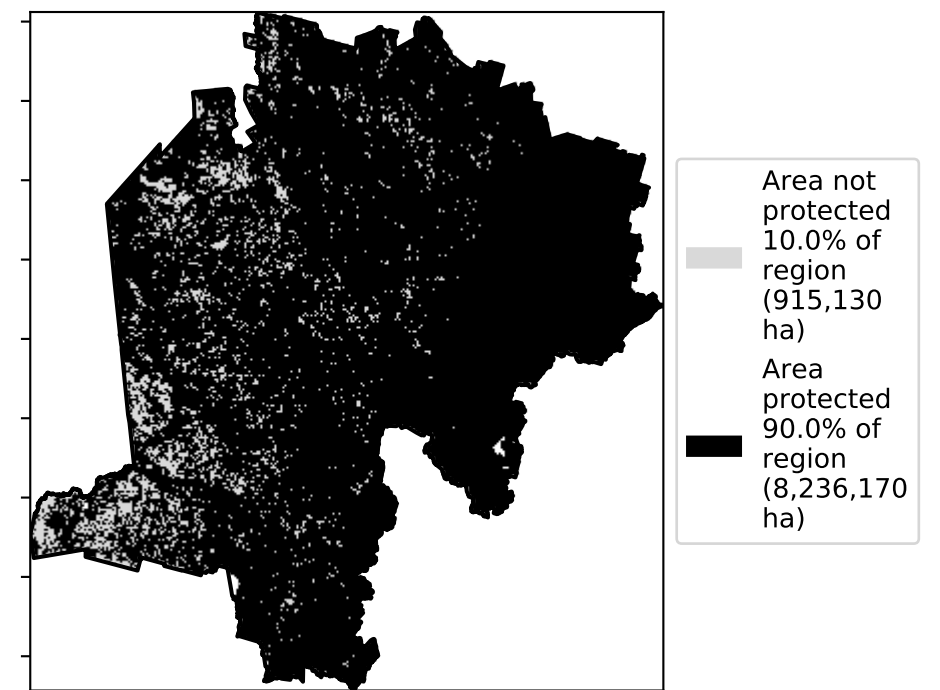 Area not
protected
10.0% of
region
(915,130
ha)
Area
protected
90.0% of
region
(8,236,170
ha)